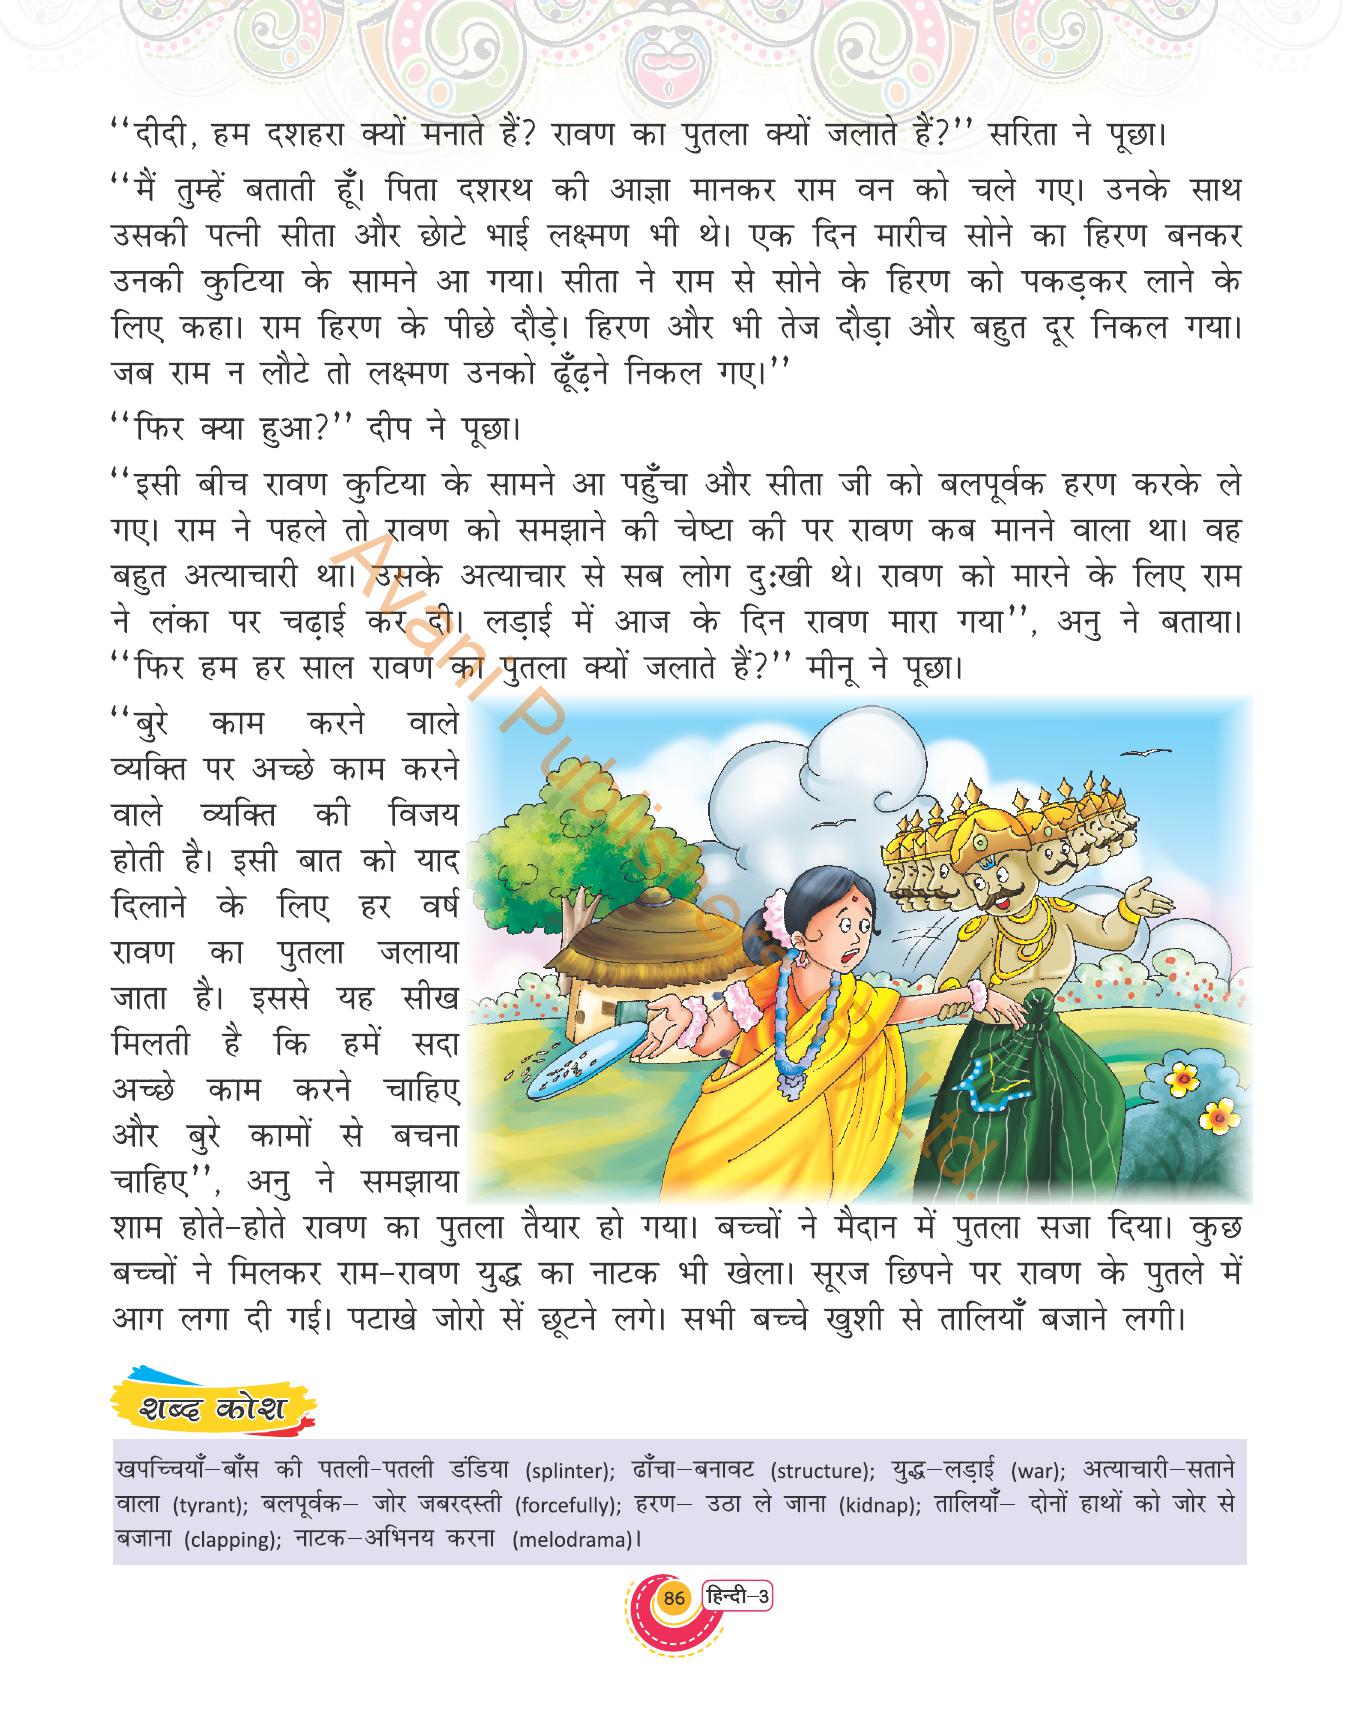 ‘‘दीदी, हम दशहरा क्यों मनाते हैं? रावण का पुतला क्यों जलाते हैं?’’ सरिता ने पूछा।
‘‘मैं तुम्हें बताती हूँ। पिता दशरथ की आज्ञा मानकर राम वन को चले गए। उनके साथ
उसकी पत्नी सीता और छोटे भाई लक्ष्मण भी थे। एक दिन मारीच सोने का हिरण बनकर
उनकी कुटिया के सामने आ गया। सीता ने राम से सोने के हिरण को पकड़कर लाने के
लिए कहा। राम हिरण के पीछे दौड़े। हिरण और भी तेज दौड़ा और बहुत दूर निकल गया।
जब राम न लौटे तो लक्ष्मण उनको ढूँढ़ने निकल गए।’’
‘‘फिर क्या हुआ?’’ दीप ने पूछा।
‘‘इसी बीच रावण कुटिया के सामने आ पहुँचा और सीता जी को बलपूर्वक हरण करके ले
गए। राम ने पहले तो रावण को समझाने की चेष्टा की पर रावण कब मानने वाला था। वह
बहुत अत्याचारी था। उसके अत्याचार से सब लोग दुःखी थे। रावण को मारने के लिए राम
ने लंका पर चढ़ाई कर दी। लड़ाई में आज के दिन रावण मारा गया’’, अनु ने बताया।
‘‘फिर हम हर साल रावण का पुतला क्यों जलाते हैं?’’ मीनू ने पूछा।
‘‘बुरे काम करने वाले
व्यक्ति पर अच्छे काम करने
वाले व्यक्ति की विजय
होती है। इसी बात को याद
दिलाने के लिए हर वर्ष
रावण का पुतला जलाया
जाता है। इससे यह सीख
मिलती है कि हमें सदा
अच्छे काम करने चाहिए
और बुरे कामों से बचना
चाहिए’’, अनु ने समझाया
शाम होते-होते रावण का पुतला तैयार हो गया। बच्चों ने मैदान में पुतला सजा दिया। कुछ
बच्चों ने मिलकर राम-रावण युद्ध का नाटक भी खेला। सूरज छिपने पर रावण के पुतले में
आग लगा दी गई। पटाखे जोरो सें छूटने लगे। सभी बच्चे खुशी से तालियाँ बजाने लगी।
शब्द कोश
खपच्चियाँ–बाँस की पतली-पतली डंडिया (splinter); ढाँचा–बनावट (structure); युद्ध–लड़ाई (war); अत्याचारी–सताने
वाला (tyrant); बलपूर्वक– जोर जबरदस्ती (forcefully); हरण– उठा ले जाना (kidnap); तालियाँ– दोनों हाथों को जोर से
बजाना (clapping); नाटक–अभिनय करना (melodrama)।
86 हिन्दी–3